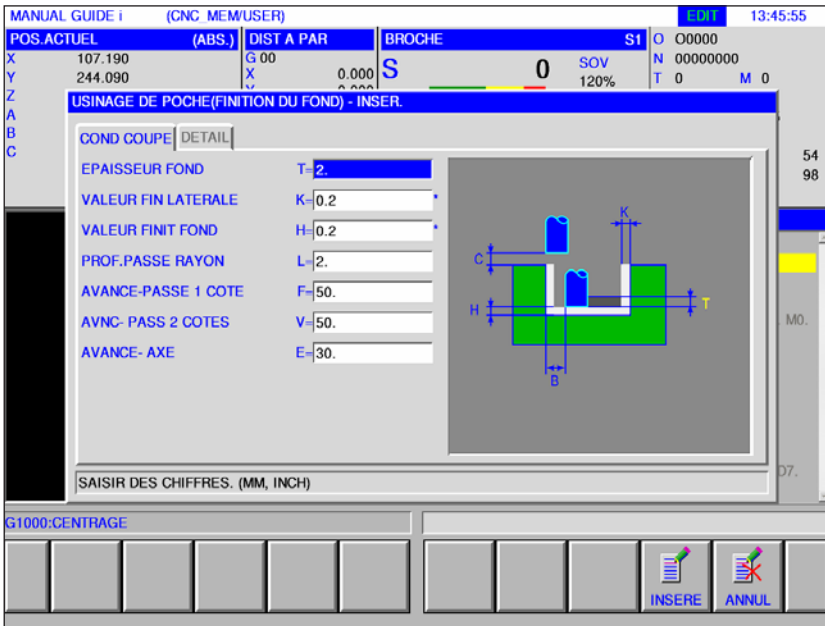 MANUAL GUIDE i (CNC_MEM/USER) EDIT 13:45:55
POS.ACTUEL (ABS.) DIST A PAR BROCHE S1 O O0000
X 107.190 G 00 N 00000000
Y 244.090 X 0.000 S 0 SOV 120% T 0 M 0
Z
A
B
C
54
98
USINAGE DE POCHE(FINITION DU FOND) - INSER.
COND COUPE DETAIL
EPAISSEUR FOND T=2.
VALEUR FIN LATERALE K=0.2 *
VALEUR FINIT FOND H=0.2 *
PROF.PASSE RAYON L=2.
AVANCE-PASSE 1 COTE F=50.
AVNC- PASS 2 COTES V=50.
AVANCE- AXE E=30.
K
C
H
T
B
M0.
D7.
SAISIR DES CHIFFRES. (MM, INCH)
G1000:CENTRAGE
INSERE ANNUL